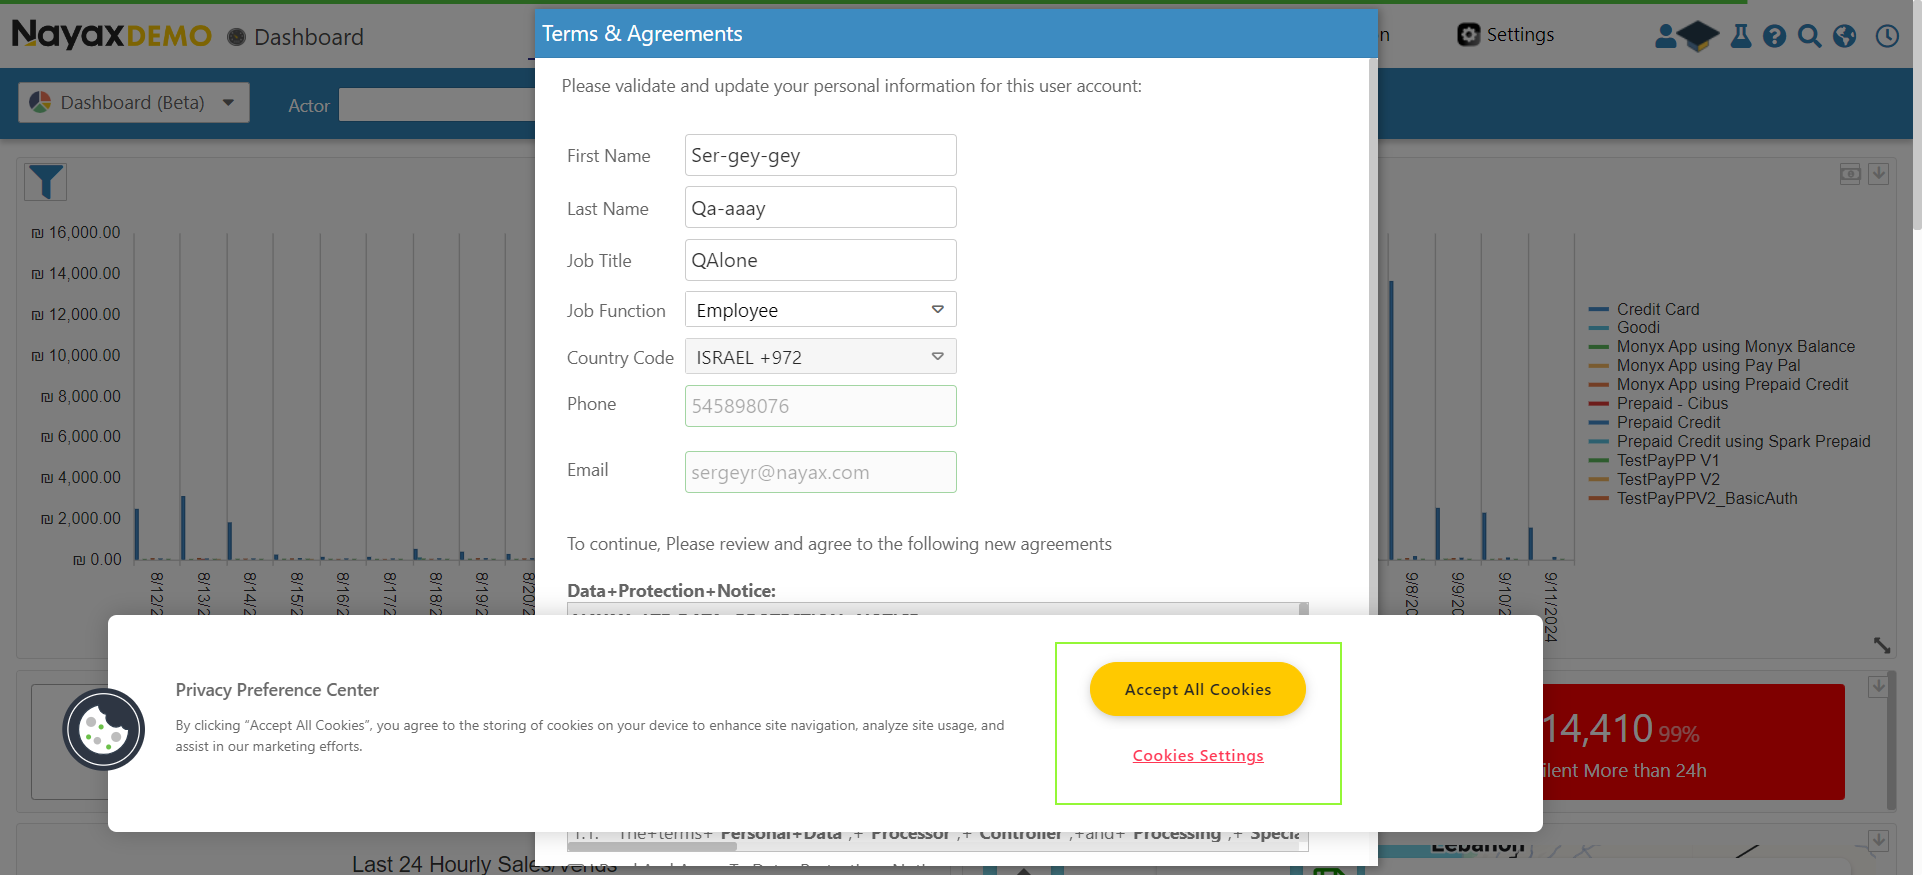 NayaxDEMO Dashboard
Terms & Agreements
Settings
Dashboard (Beta)
Actor
Please validate and update your personal information for this user account:
First Name Ser-gey-gey
Last Name Qa-aaay
Job Title QAlone
Job Function Employee
Country Code ISRAEL +972
Phone 545898076
Email sergeyr@nayax.com
To continue, Please review and agree to the following new agreements
Data+Protection+Notice:
₪ 16,000.00
₪ 14,000.00
₪ 12,000.00
₪ 10,000.00
₪ 8,000.00
₪ 6,000.00
₪ 4,000.00
₪ 2,000.00
₪ 0.00
8/12/2
8/13/2
8/14/2
8/15/2
8/16/2
8/17/2
8/18/2
8/19/2
8/20/2
9/8/20
9/9/20
9/10/2
9/11/2024
Credit Card
Goodi
Monyx App using Monyx Balance
Monyx App using Pay Pal
Monyx App using Prepaid Credit
Prepaid - Cibus
Prepaid Credit
Prepaid Credit using Spark Prepaid
TestPayPP V1
TestPayPP V2
TestPayPPV2_BasicAuth
Privacy Preference Center
By clicking “Accept All Cookies”, you agree to the storing of cookies on your device to enhance site navigation, analyze site usage, and
assist in our marketing efforts.
Accept All Cookies
Cookies Settings
14,410 99%
ilent More than 24h
1.1. The+terms+"Personal+Data",+"Processor",+"Controller",+and+"Processing",+"Specia
Last 24 Hourly Sales/Vends
Lebanon